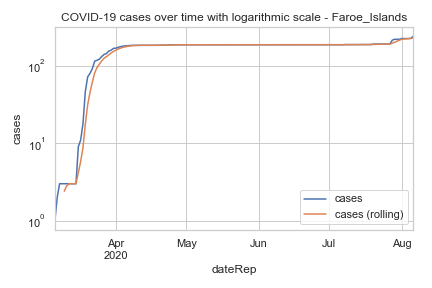 COVID-19 cases over time with logarithmic scale - Faroe_Islands
cases
10²
10¹
10⁰
cases
cases (rolling)
Apr
2020
May
Jun
Jul
Aug
dateRep